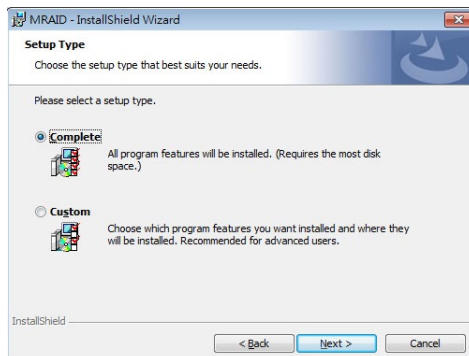 MRAID - InstallShield Wizard
Setup Type
Choose the setup type that best suits your needs.
Please select a setup type.
Complete
All program features will be installed. (Requires the most disk
space.)
Custom
Choose which program features you want installed and where they
will be installed. Recommended for advanced users.
InstallShield
< Back Next > Cancel